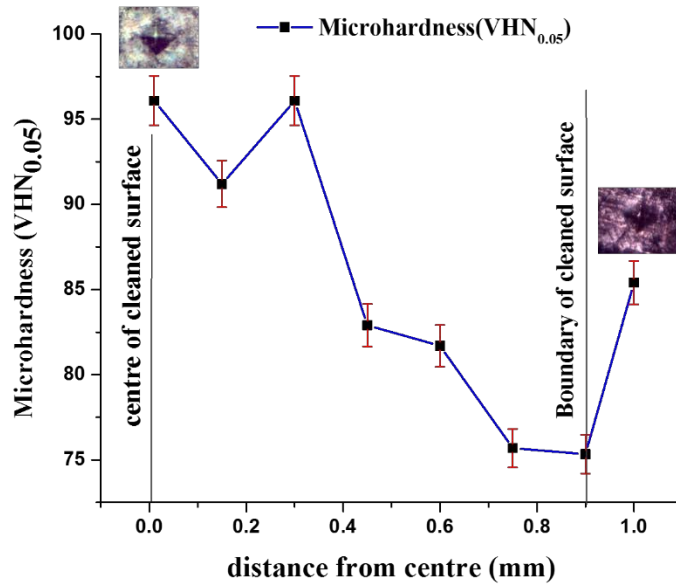 Microhardness(VHN0.05)
100
95
90
85
80
75
Microhardness (VHN0.05)
centre of cleaned surface
Boundary of cleaned surface
0.0 0.2 0.4 0.6 0.8 1.0
distance from centre (mm)